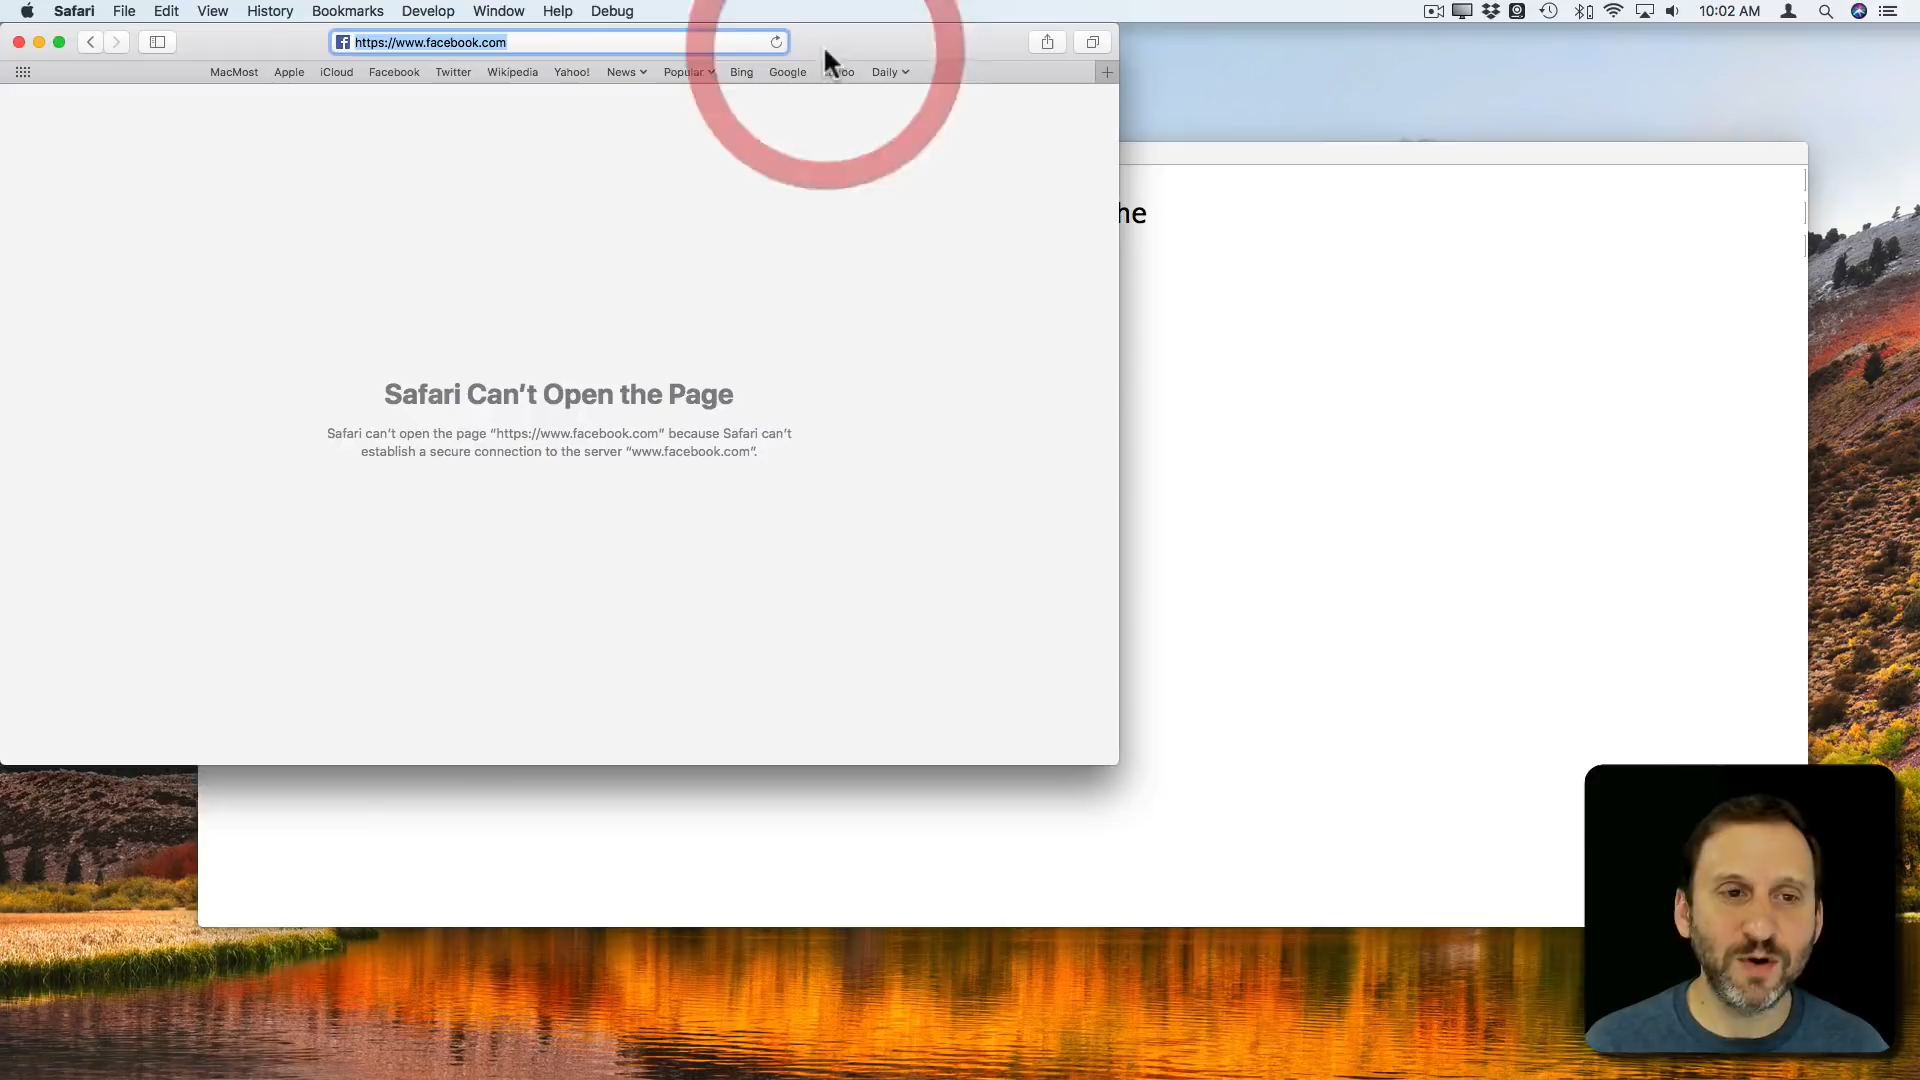 Safari File Edit View History Bookmarks Develop Window Help Debug 10:02 AM
https://www.facebook.com
MacMost Apple iCloud Facebook Twitter Wikipedia Yahoo! News Popular Bing Google Daily
he
Safari Can't Open the Page
Safari can't open the page “https://www.facebook.com” because Safari can't
establish a secure connection to the server “www.facebook.com”.